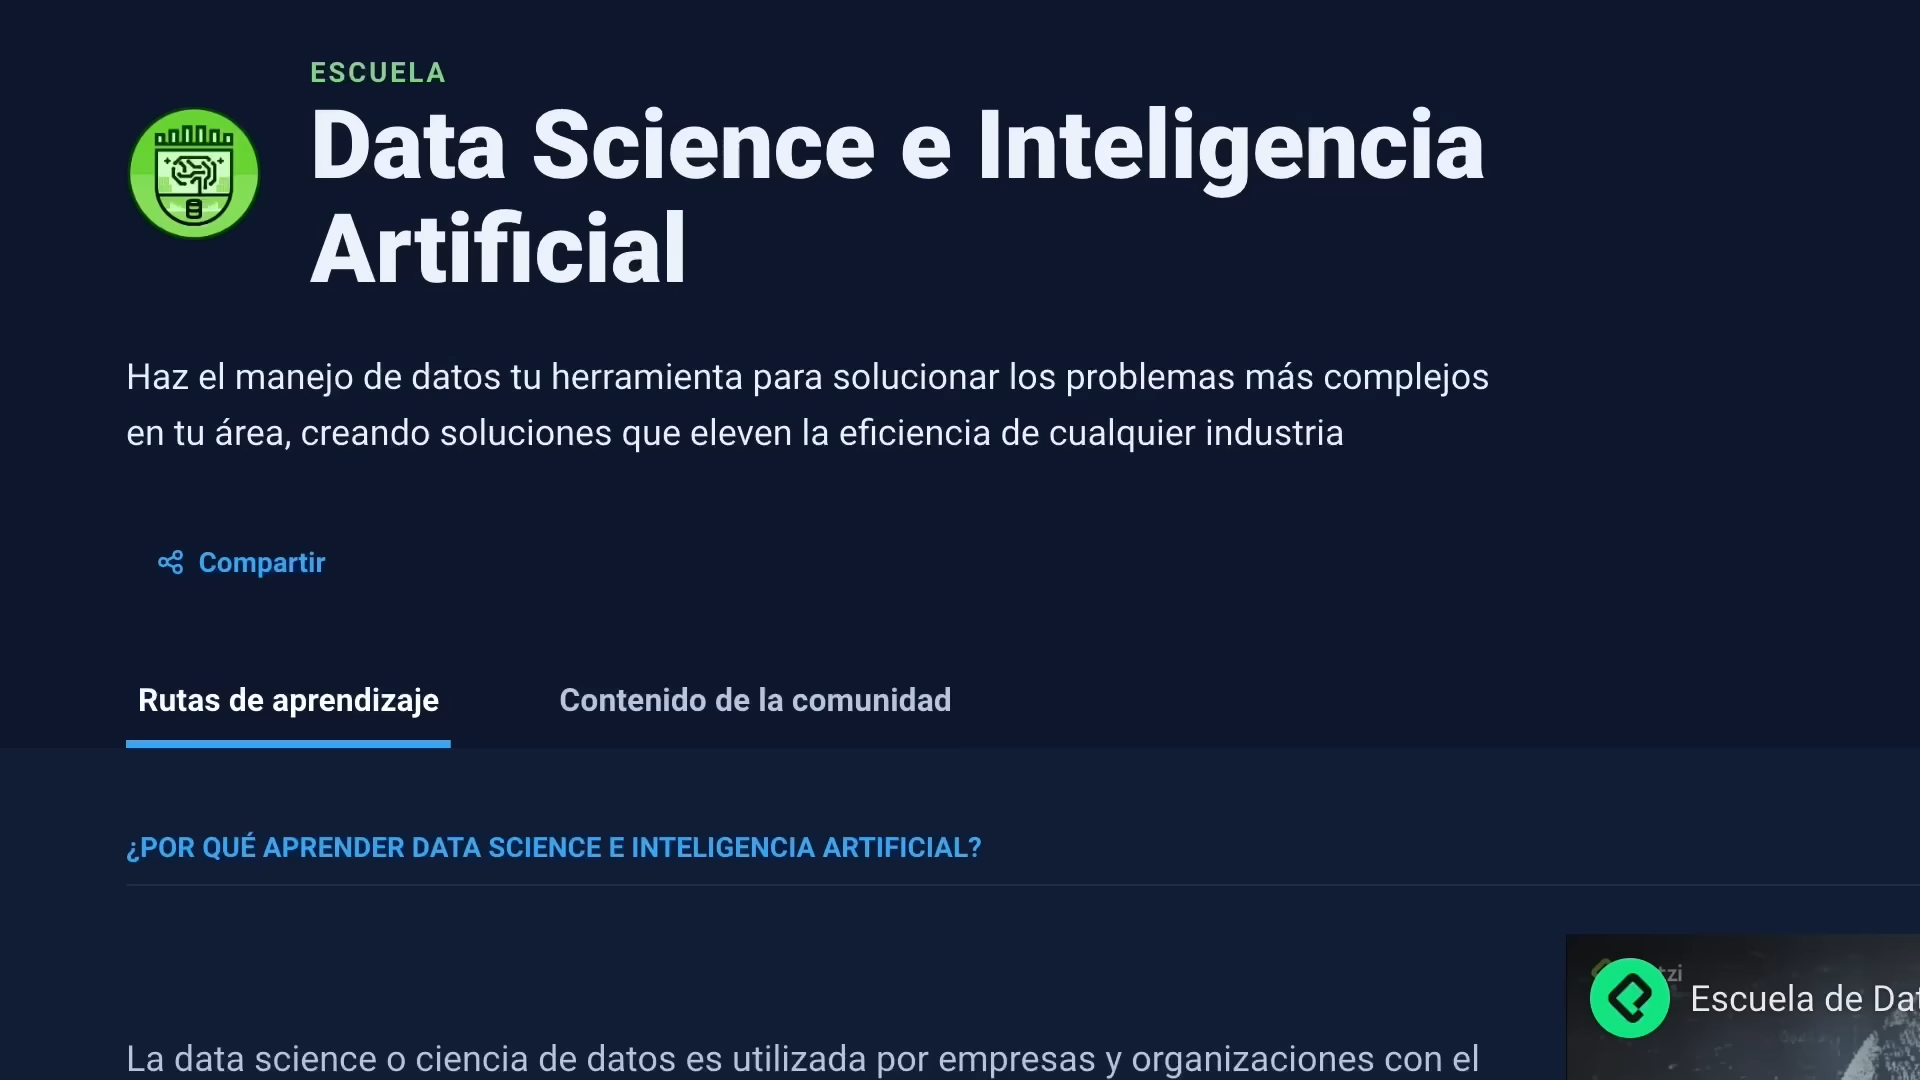 ESCUELA
Data Science e Inteligencia
Artificial
Haz el manejo de datos tu herramienta para solucionar los problemas más complejos
en tu área, creando soluciones que eleven la eficiencia de cualquier industria
Compartir
Rutas de aprendizaje
Contenido de la comunidad
¿POR QUÉ APRENDER DATA SCIENCE E INTELIGENCIA ARTIFICIAL?
Escuela de
La data science o ciencia de datos es utilizada por empresas y organizaciones con el